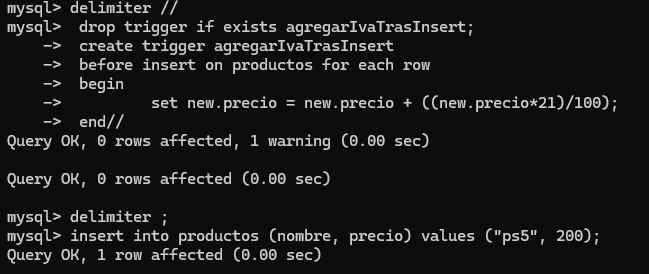 mysql> delimiter //
mysql>  drop trigger if exists agregarIvaTrasInsert;
    ->  create trigger agregarIvaTrasInsert
    ->  before insert on productos for each row
    ->  begin
    ->          set new.precio = new.precio + ((new.precio*21)/100);
    ->  end//
Query OK, 0 rows affected, 1 warning (0.00 sec)

Query OK, 0 rows affected (0.00 sec)

mysql> delimiter ;
mysql> insert into productos (nombre, precio) values ("ps5", 200);
Query OK, 1 row affected (0.00 sec)